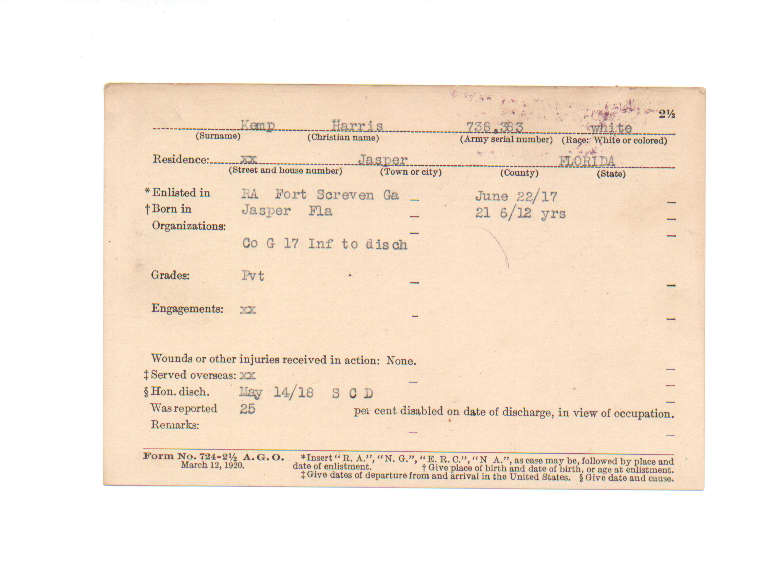 2½
Kemp Harris 738,383 white
(Surname) (Christian name) (Army serial number) (Race: White or colored)
Residence: xx Jasper FLORIDA
(Street and house number) (Town or city) (County) (State)
*Enlisted in RA Fort Screven Ga June 22/17
†Born in Jasper Fla 21 6/12 yrs
Organizations:
Co G 17 Inf to disch
Grades: Pvt
Engagements: xx
Wounds or other injuries received in action: None.
‡Served overseas: xx
§Hon. disch. May 14/18 S C D
Was reported 25 per cent disabled on date of discharge, in view of occupation.
Remarks:
Form No. 724-2½ A. G. O. *Insert "R. A.", "N. G.", "E. R. C.", "N A.", as case may be, followed by place and
March 12, 1920. date of enlistment. †Give place of birth and date of birth, or age at enlistment.
‡Give dates of departure from and arrival in the United States. §Give date and cause.